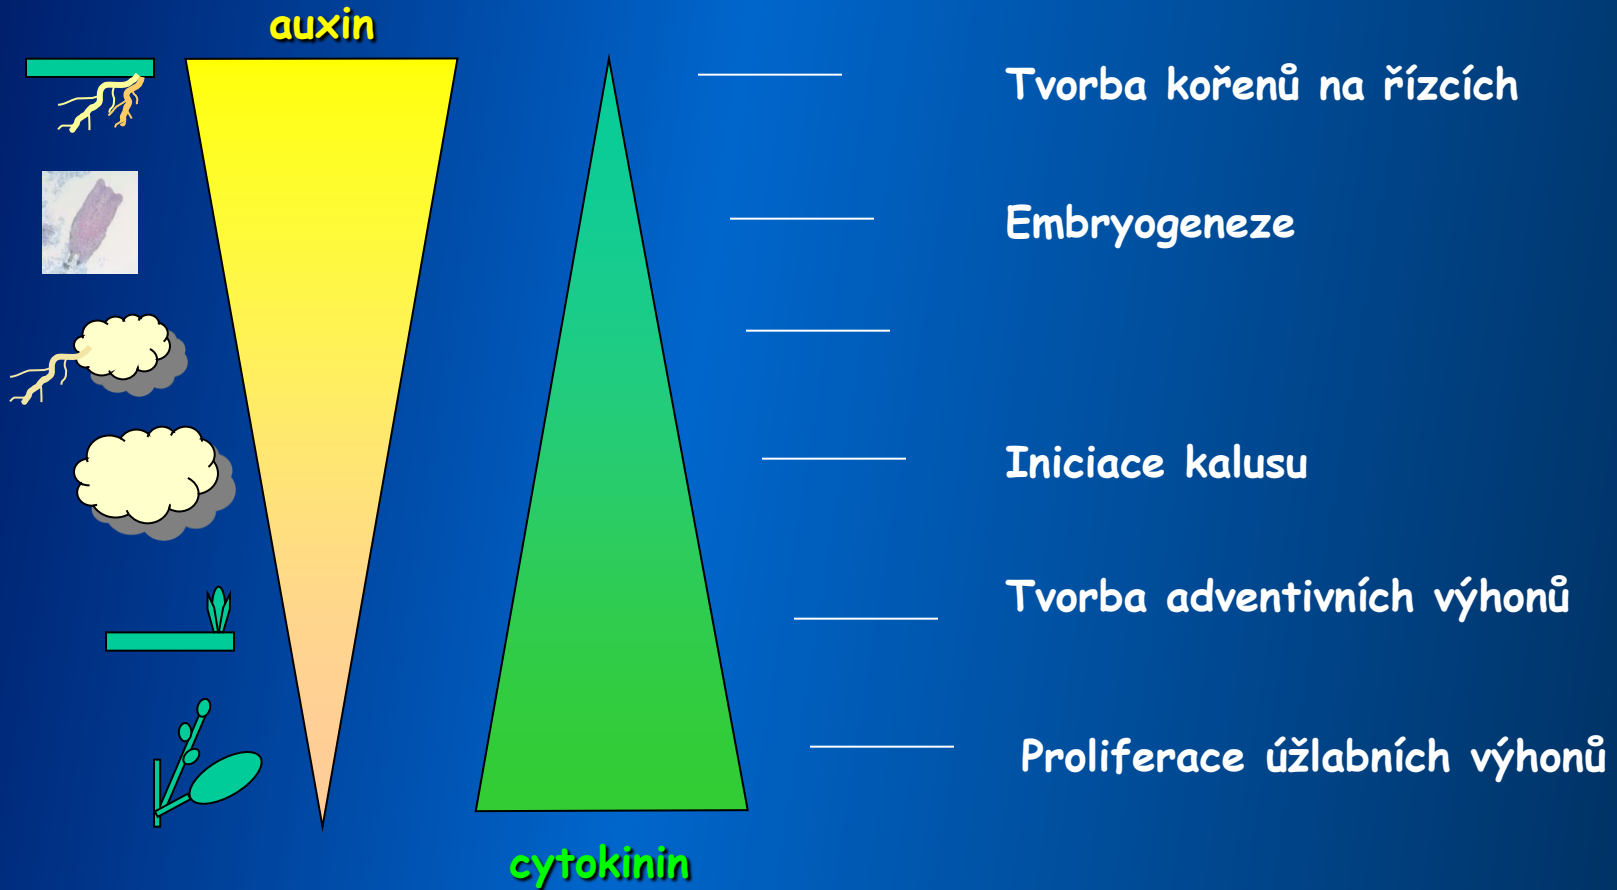 auxin
Tvorba kořenů na řízcích
Embryogeneze
Iniciace kalusu
Tvorba adventivních výhonů
Proliferace úžlabních výhonů
cytokinin